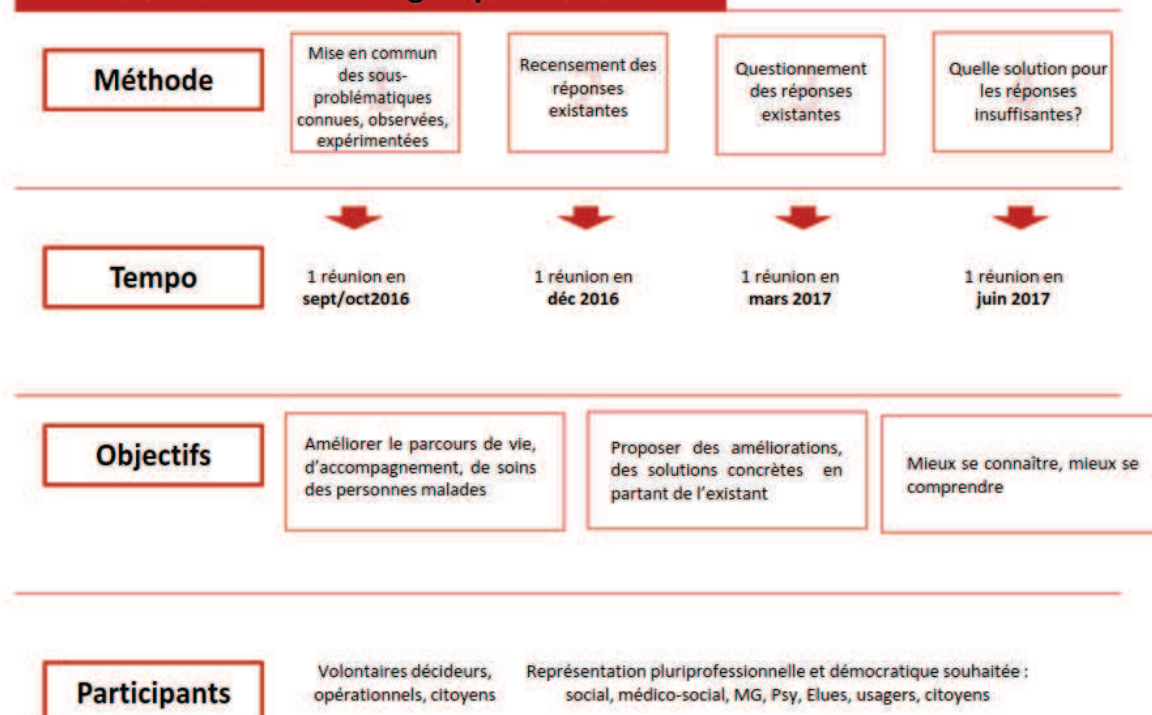 Méthode
Mise en commun
des sous-
problématiques
connues, observées,
expérimentées
Recensement des
réponses
existantes
Questionnement
des réponses
existantes
Quelle solution pour
les réponses
insuffisantes?
Tempo
1 réunion en
sept/oct2016
1 réunion en
déc 2016
1 réunion en
mars 2017
1 réunion en
juin 2017
Objectifs
Améliorer le parcours de vie,
d'accompagnement, de soins
des personnes malades
Proposer des améliorations,
des solutions concrètes en
partant de l'existant
Mieux se connaître, mieux se
comprendre
Participants
Volontaires décideurs,
opérationnels, citoyens
Représentation pluriprofessionnelle et démocratique souhaitée :
social, médico-social, MG, Psy, Elues, usagers, citoyens